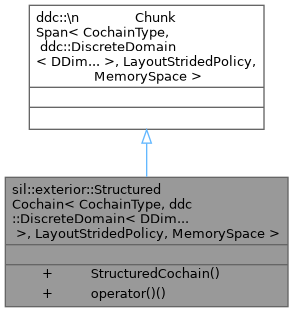 ddc::\n Chunk
Span< CochainType,
ddc::DiscreteDomain
< DDim... >, LayoutStridedPolicy,
MemorySpace >
sil::exterior::Structured
Cochain< CochainType, ddc
::DiscreteDomain< DDim...
>, LayoutStridedPolicy, MemorySpace >
+ StructuredCochain()
+ operator()()